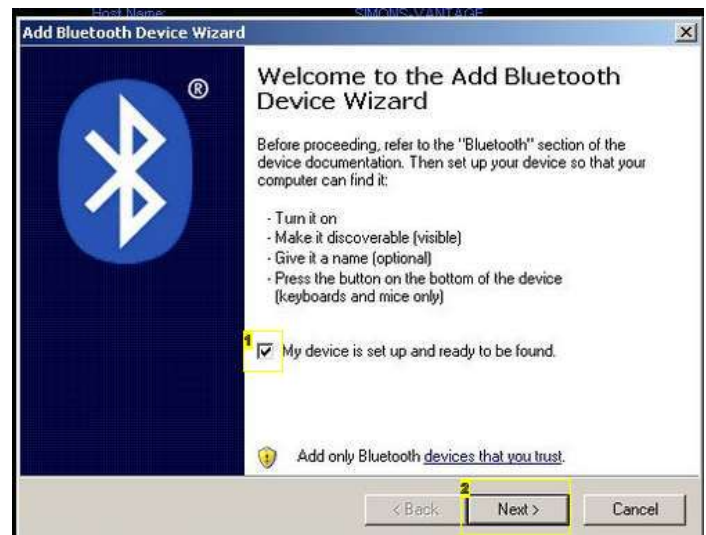 Host Name: SIMONS-VANTAGE
Add Bluetooth Device Wizard
®
Welcome to the Add Bluetooth
Device Wizard
Before proceeding, refer to the "Bluetooth" section of the
device documentation. Then set up your device so that your
computer can find it:
- Turn it on
- Make it discoverable (visible)
- Give it a name (optional)
- Press the button on the bottom of the device
(keyboards and mice only)
1
My device is set up and ready to be found.
Add only Bluetooth devices that you trust.
2
< Back Next > Cancel